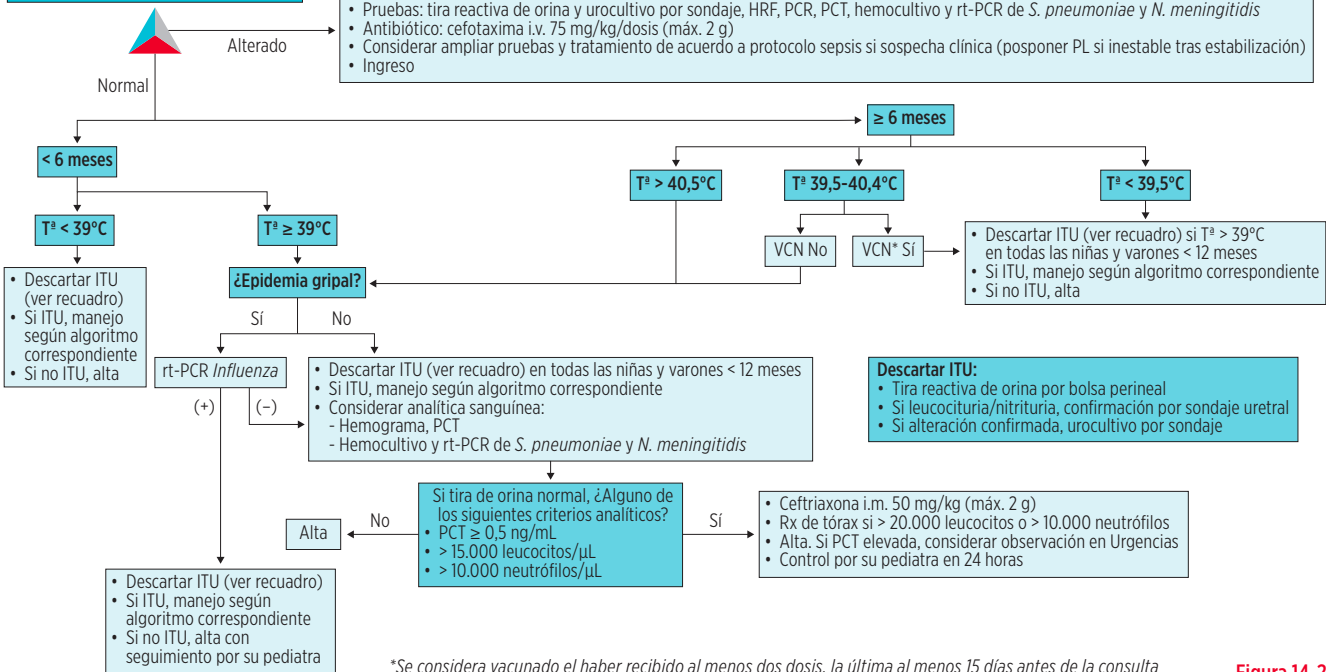 • Pruebas: tira reactiva de orina y urocultivo por sondaje, HRF, PCR, PCT, hemocultivo y rt-PCR de S. pneumoniae y N. meningitidis
• Antibiótico: cefotaxima i.v. 75 mg/kg/dosis (máx. 2 g)
• Considerar ampliar pruebas y tratamiento de acuerdo a protocolo sepsis si sospecha clínica (posponer PL si inestable tras estabilización)
• Ingreso
Alterado
Normal
≥ 6 meses
< 6 meses
Tª > 40,5ºC
Tª 39,5-40,4ºC
Tª < 39,5ºC
Tª < 39ºC
Tª ≥ 39ºC
VCN No
VCN* Sí
• Descartar ITU (ver recuadro) si Tª > 39ºC
en todas las niñas y varones < 12 meses
• Si ITU, manejo según algoritmo correspondiente
• Si no ITU, alta
• Descartar ITU
(ver recuadro)
• Si ITU, manejo
según algoritmo
correspondiente
• Si no ITU, alta
¿Epidemia gripal?
Sí
No
rt-PCR Influenza
(+)
(–)
• Descartar ITU (ver recuadro) en todas las niñas y varones < 12 meses
• Si ITU, manejo según algoritmo correspondiente
• Considerar analítica sanguínea:
- Hemograma, PCT
- Hemocultivo y rt-PCR de S. pneumoniae y N. meningitidis
Descartar ITU:
• Tira reactiva de orina por bolsa perineal
• Si leucocituria/nitrituria, confirmación por sondaje uretral
• Si alteración confirmada, urocultivo por sondaje
Si tira de orina normal, ¿Alguno de
los siguientes criterios analíticos?
• PCT ≥ 0,5 ng/mL
• > 15.000 leucocitos/µL
• > 10.000 neutrófilos/µL
No
Alta
Sí
• Ceftriaxona i.m. 50 mg/kg (máx. 2 g)
• Rx de tórax si > 20.000 leucocitos o > 10.000 neutrófilos
• Alta. Si PCT elevada, considerar observación en Urgencias
• Control por su pediatra en 24 horas
• Descartar ITU (ver recuadro)
• Si ITU, manejo según
algoritmo correspondiente
• Si no ITU, alta con
seguimiento por su pediatra
*Se considera vacunado el haber recibido al menos dos dosis, la última al menos 15 días antes de la consulta
Figura 14.2